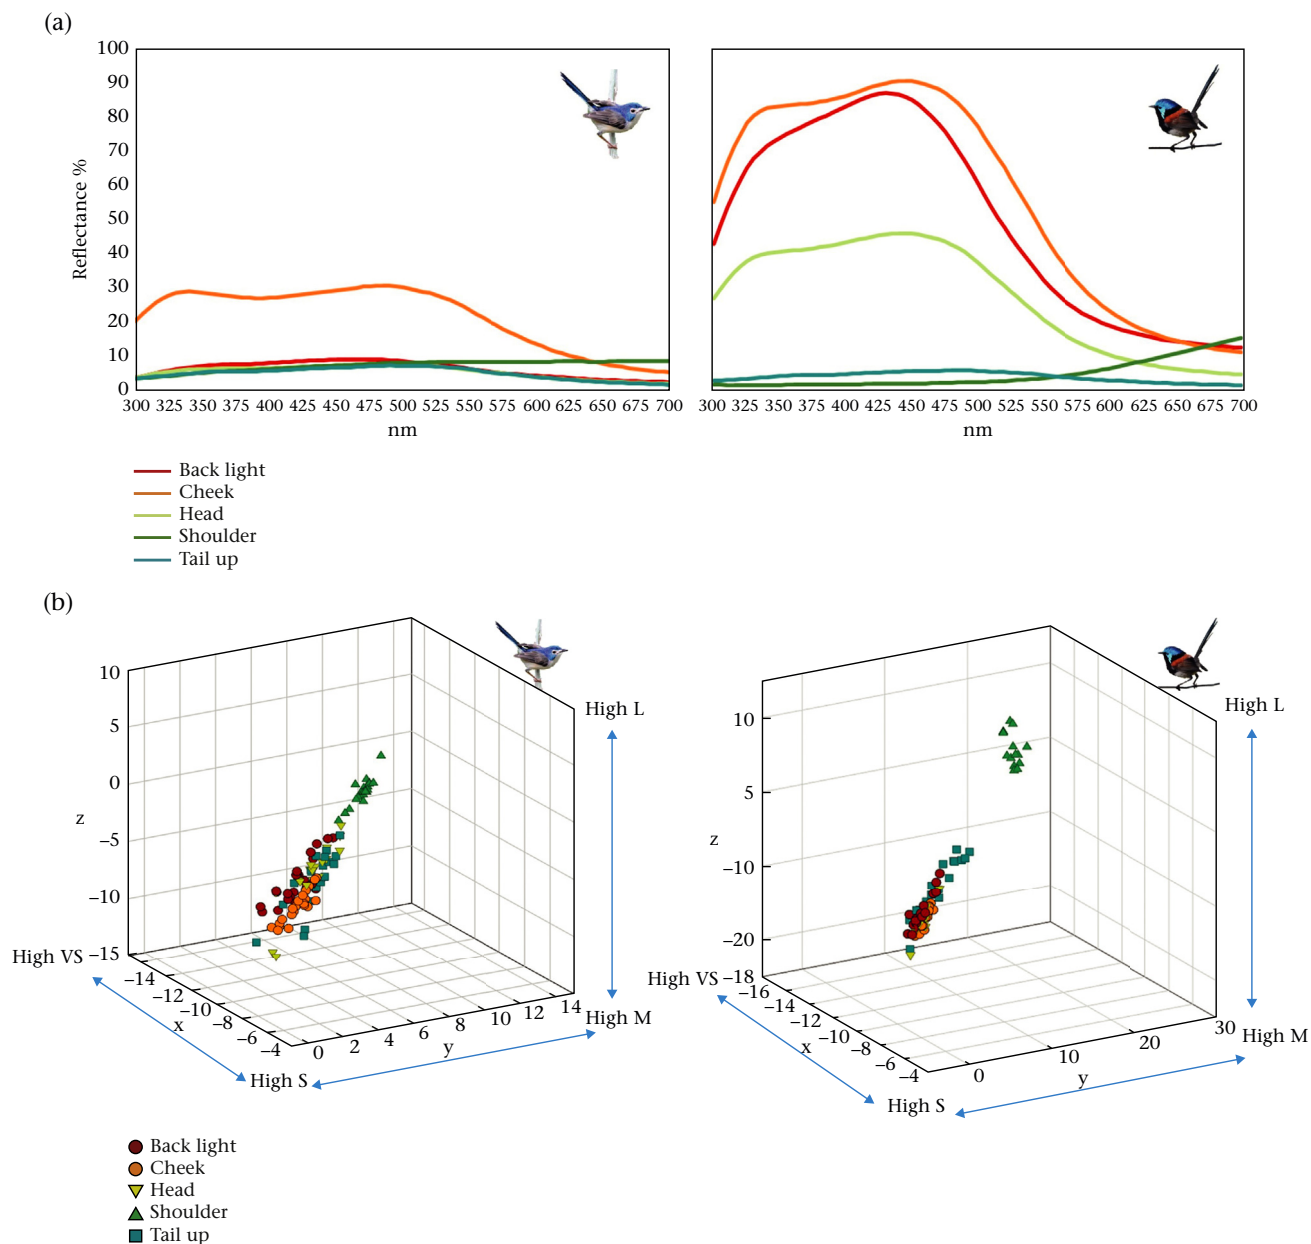 (a)
100
90
80
70
60
50
40
30
20
10
0
Reflectance %
300 325 350 375 400 425 450 475 500 525 550 575 600 625 650 675 700
nm
300 325 350 375 400 425 450 475 500 525 550 575 600 625 650 675 700
nm
Back light
Cheek
Head
Shoulder
Tail up
(b)
10
5
0
−5
−10
−15
z
High VS
−14
−12
−10
−8
−6
−4
x
High S
0 2 4 6 8 10 12 14
y
High M
High L
10
5
−10
−20
−18
z
High VS
−16
−14
−12
−10
−8
−6
−4
x
High S
0 10 20 30
y
High M
High L
Back light
Cheek
Head
Shoulder
Tail up